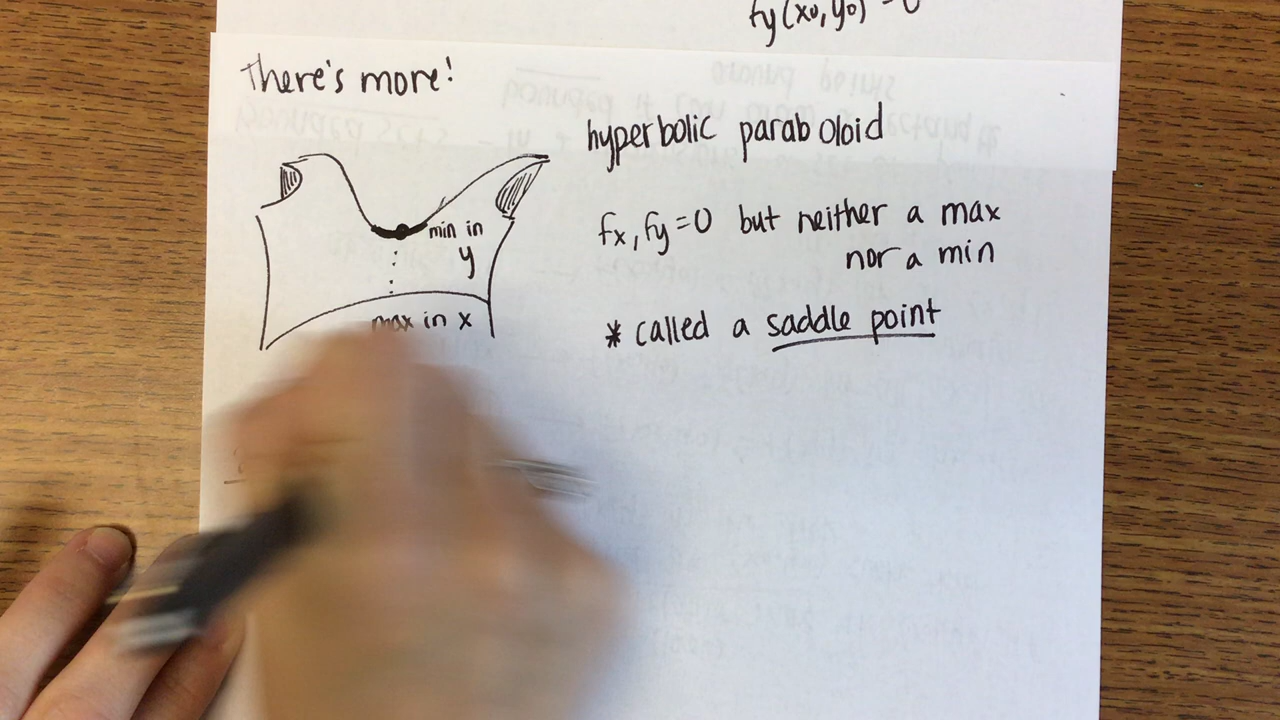 fy(x0,y0) = 0
There's more!
hyperbolic paraboloid
min in
y
max in x
fx, fy=0 but neither a max
nor a min
* called a saddle point